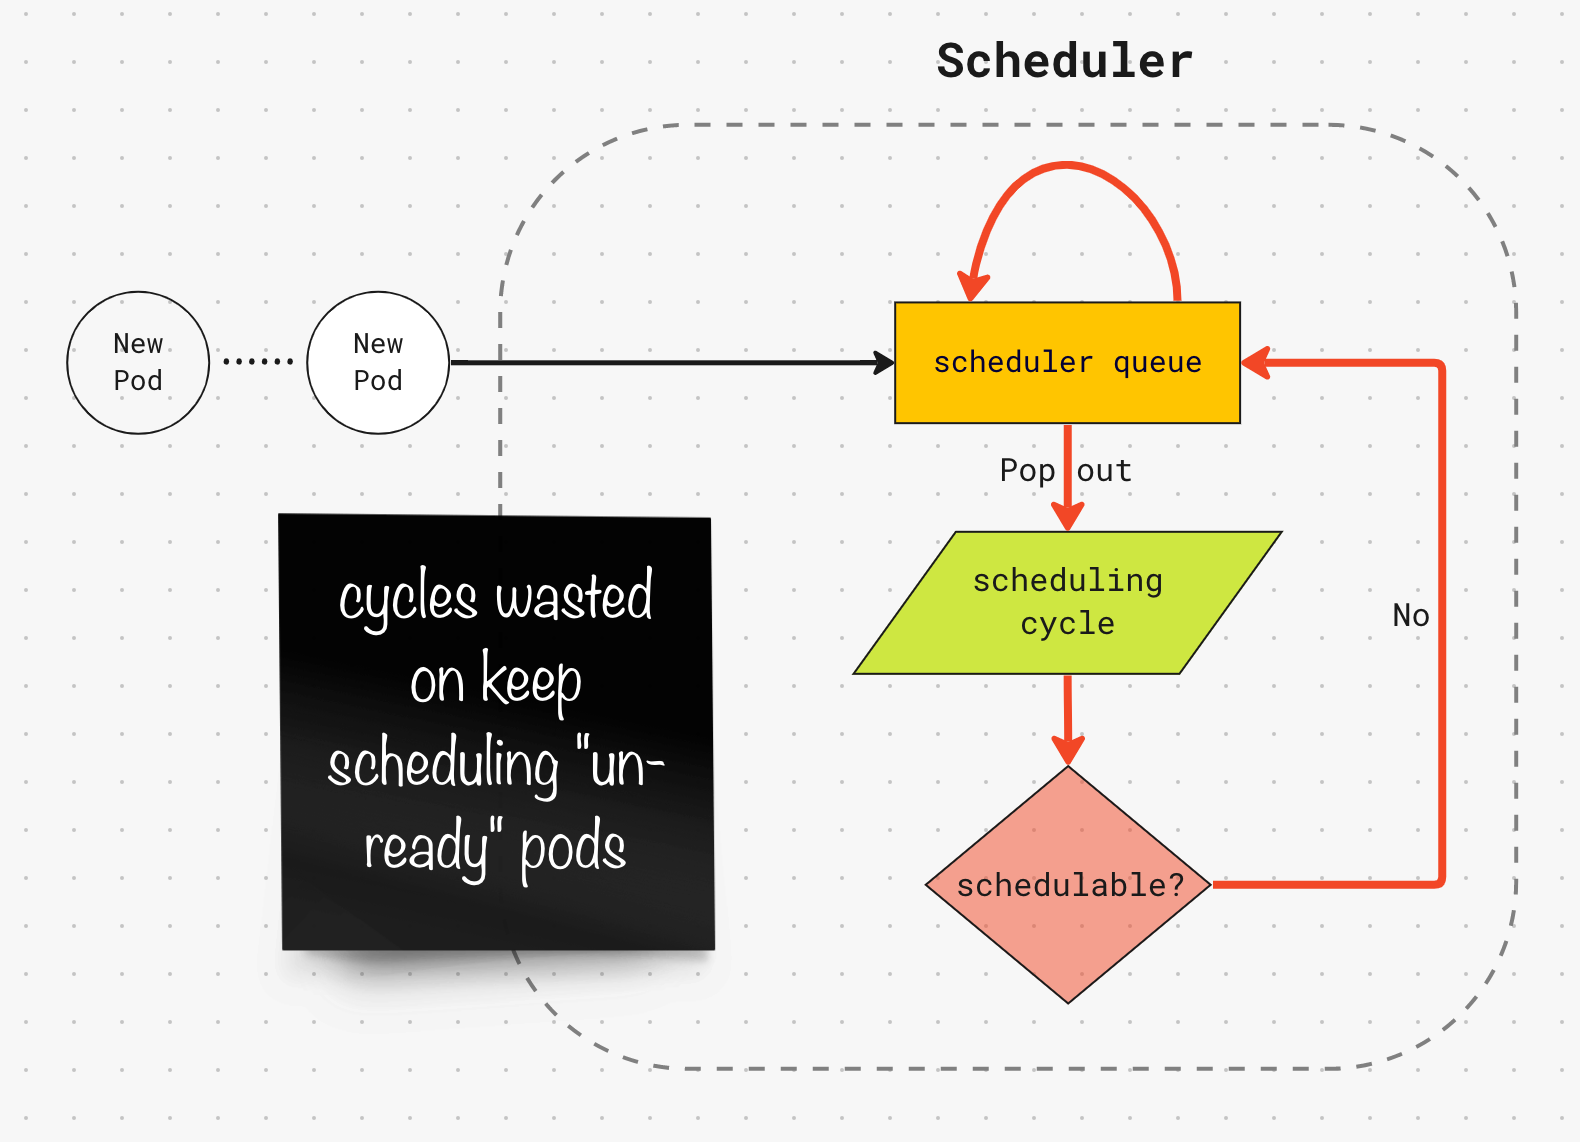 Scheduler
New
Pod
New
Pod
scheduler queue
Pop out
scheduling
cycle
No
schedulable?
cycles wasted
on keep
scheduling "un-
ready" pods